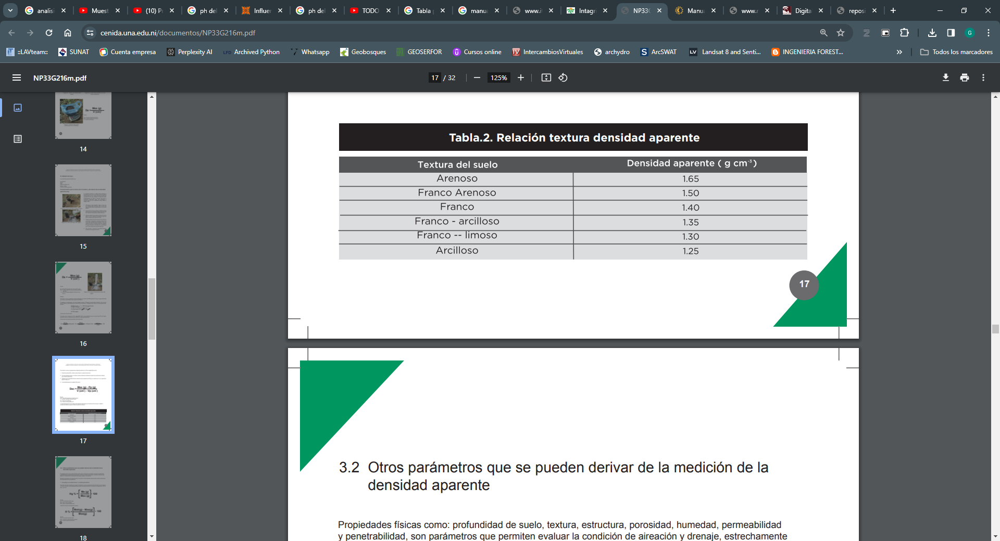 analisi
Muest
(10) P
ph del
Influer
ph del
TODO
Tabla
manua
www.i
Intagri
NP33G
Manua
www.
Digita
reposi
cenida.una.edu.ni/documentos/NP33G216m.pdf
G
::LAVteam::
SUNAT
Cuenta empresa
Perplexity AI
LFD Archived Python
Whatsapp
Geobosques
GEOSERFOR
Cursos online
IntercambiosVirtuales
archydro
S ArcSWAT
LV Landsat 8 and Senti...
INGENIERIA FOREST...
Todos los marcadores
NP33G216m.pdf
17 / 32
125%
14
15
16
17
18
Tabla.2. Relación textura densidad aparente
Textura del suelo Densidad aparente ( g cm⁻³ )
Arenoso 1.65
Franco Arenoso 1.50
Franco 1.40
Franco - arcilloso 1.35
Franco -- limoso 1.30
Arcilloso 1.25
17
3.2 Otros parámetros que se pueden derivar de la medición de la
densidad aparente
Propiedades físicas como: profundidad de suelo, textura, estructura, porosidad, humedad, permeabilidad
y penetrabilidad, son parámetros que permiten evaluar la condición de aireación y drenaje, estrechamente